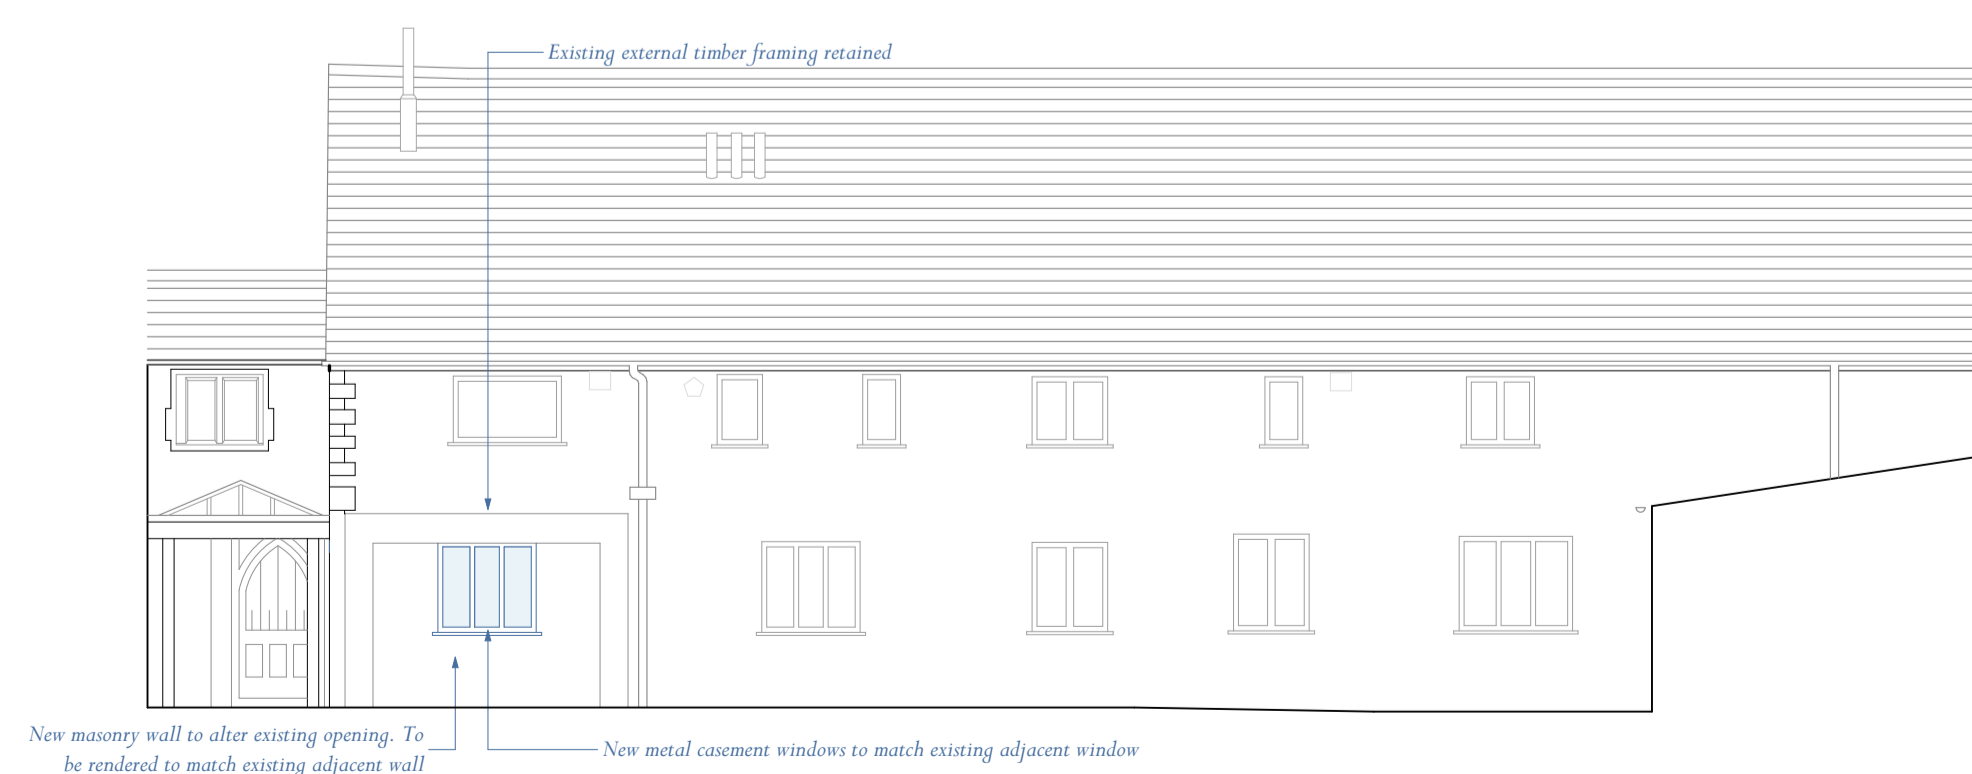 Existing external timber framing retained
New masonry wall to alter existing opening. To
be rendered to match existing adjacent wall
New metal casement windows to match existing adjacent window